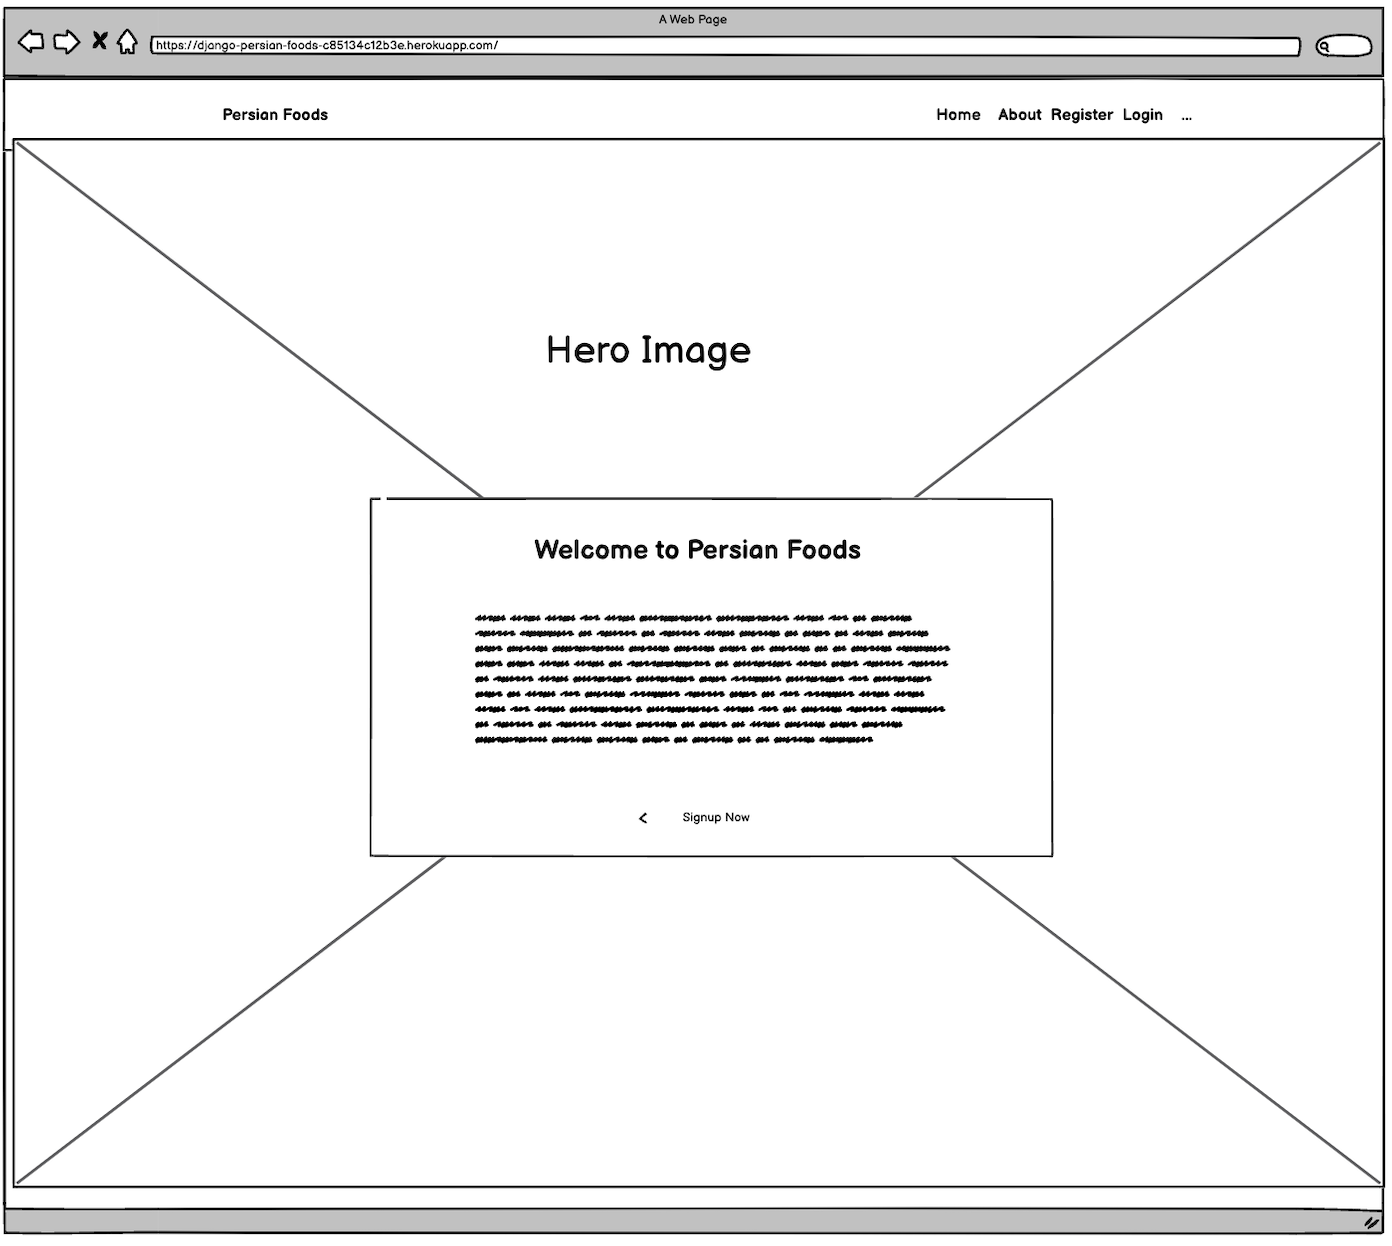 A Web Page
https://django-persian-foods-c85134c12b3e.herokuapp.com/
Persian Foods
Home About Register Login ...
Hero Image
Welcome to Persian Foods
< Signup Now